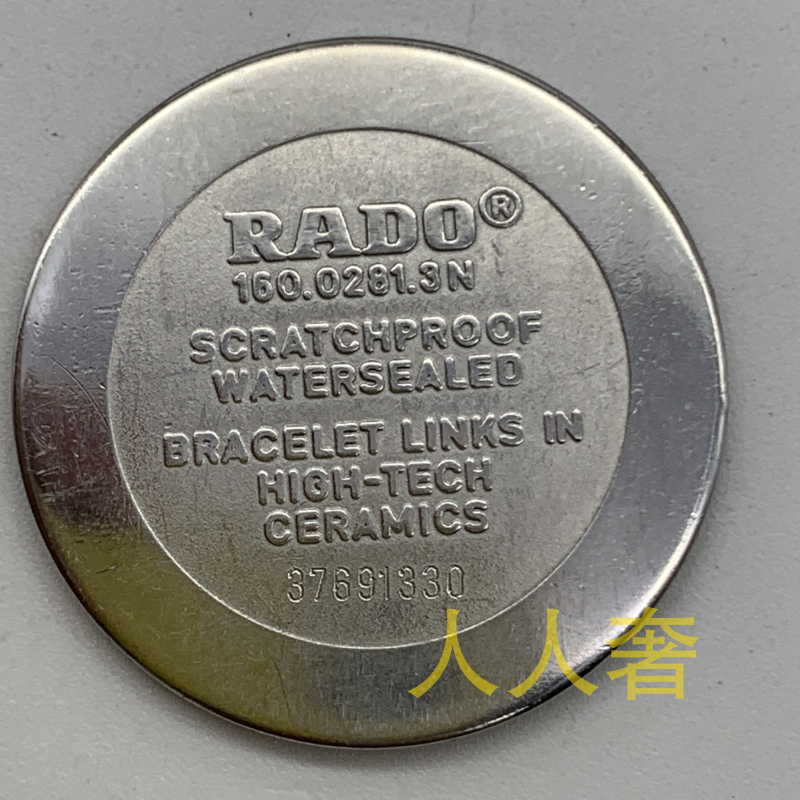 RADO®
160.0281.3N
SCRATCHPROOF
WATERSEALED
BRACELET LINKS IN
HIGH-TECH
CERAMICS
37691330
人人奢